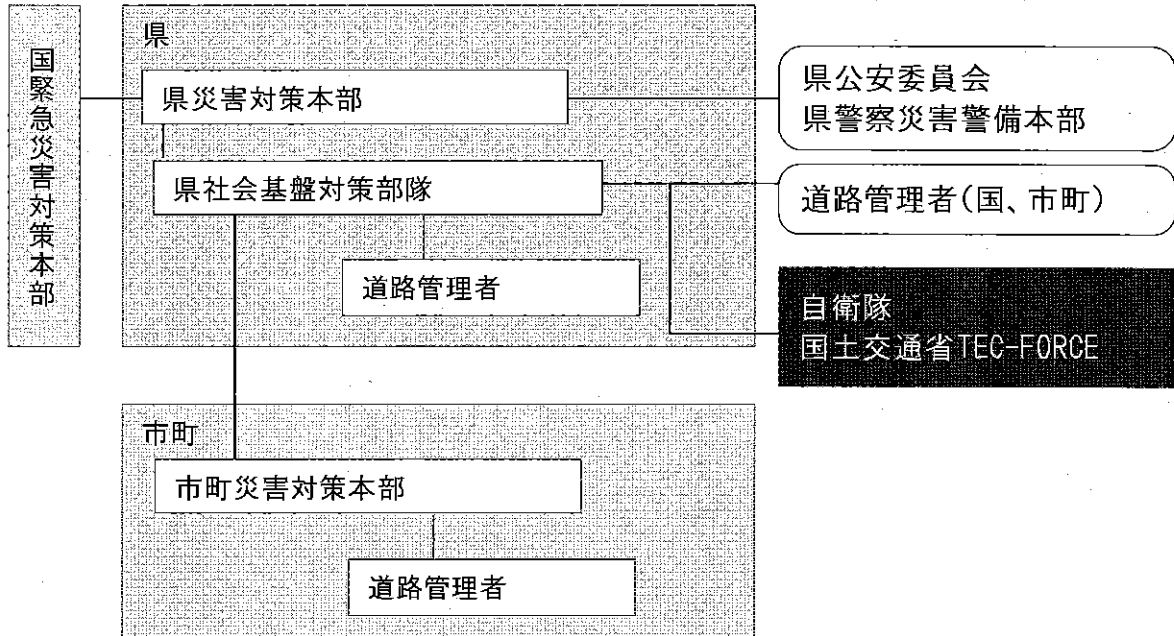 国緊急災害対策本部
県
県災害対策本部
県公安委員会
県警察災害警備本部
県社会基盤対策部隊
道路管理者(国、市町)
道路管理者
自衛隊
国土交通省TEC-FORCE
市町
市町災害対策本部
道路管理者